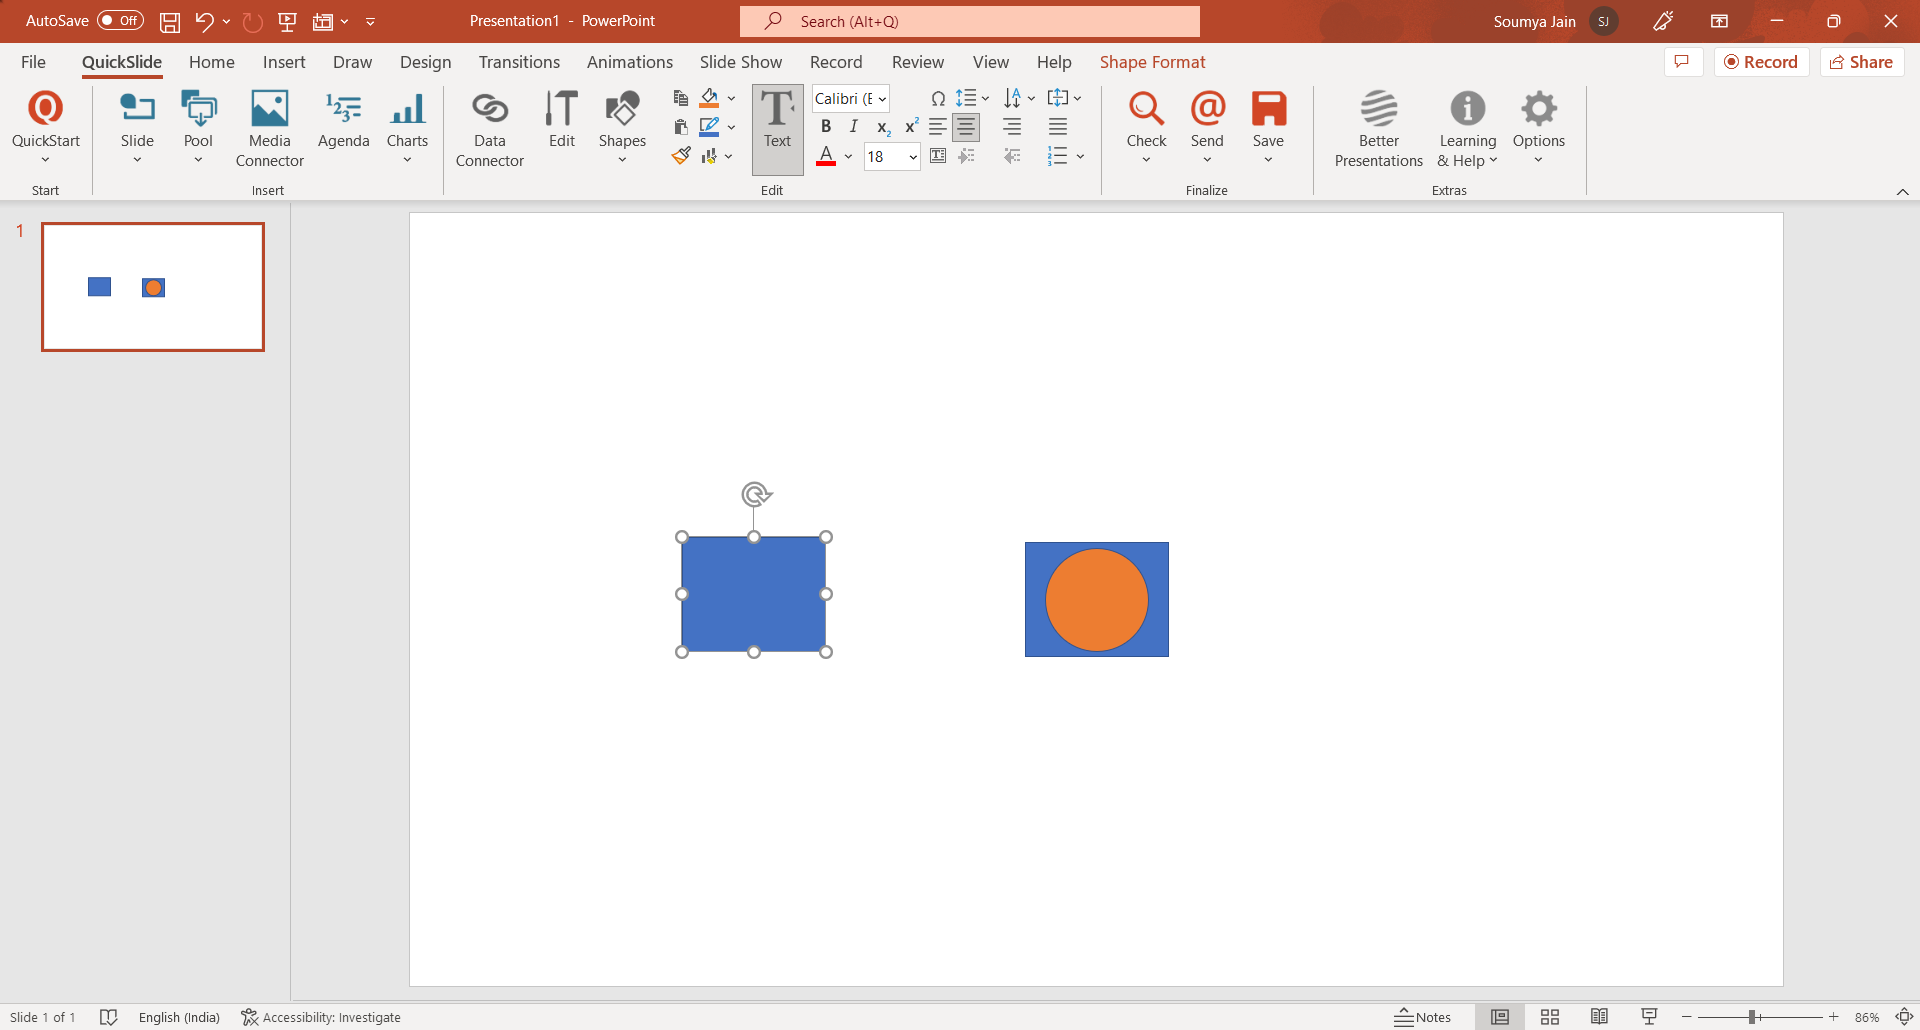 AutoSave Off
Presentation1 - PowerPoint
Search (Alt+Q)
Soumya Jain SJ
File QuickSlide Home Insert Draw Design Transitions Animations Slide Show Record Review View Help Shape Format
Record Share
QuickStart
Start
Slide
Pool
Media
Connector
Agenda
Charts
Insert
Data
Connector
Edit
Shapes
Text
Calibri (E
B I x2 x2
A 18
Edit
Check
Send
Save
Finalize
Better
Presentations
Learning
& Help
Options
Extras
1
Slide 1 of 1 English (India) Accessibility: Investigate
Notes 86%